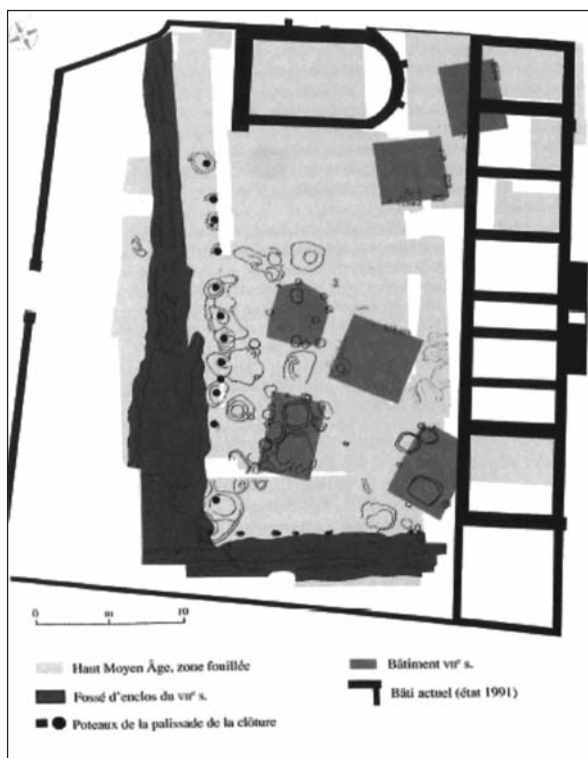 0 m 10
Haut Moyen Âge, zone fouillée
Fossé d'enclos du VIIᵉ s.
Poteaux de la palissade de la clôture
Bâtiment VIIᵉ s.
Bâti actuel (état 1991)